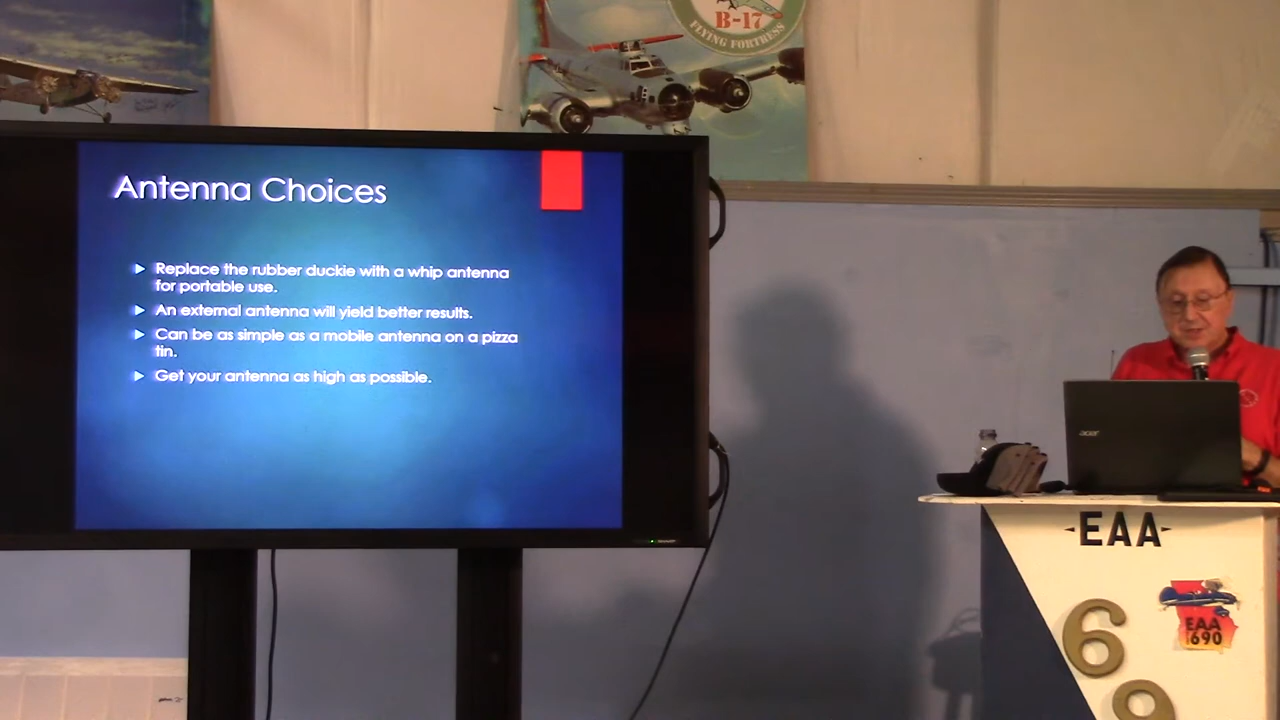 B-17
FLYING FORTRESS
Antenna Choices
Replace the rubber duckie with a whip antenna
for portable use.
An external antenna will yield better results.
Can be as simple as a mobile antenna on a pizza
tin.
Get your antenna as high as possible.
acer
EAA
6
9
EAA
690